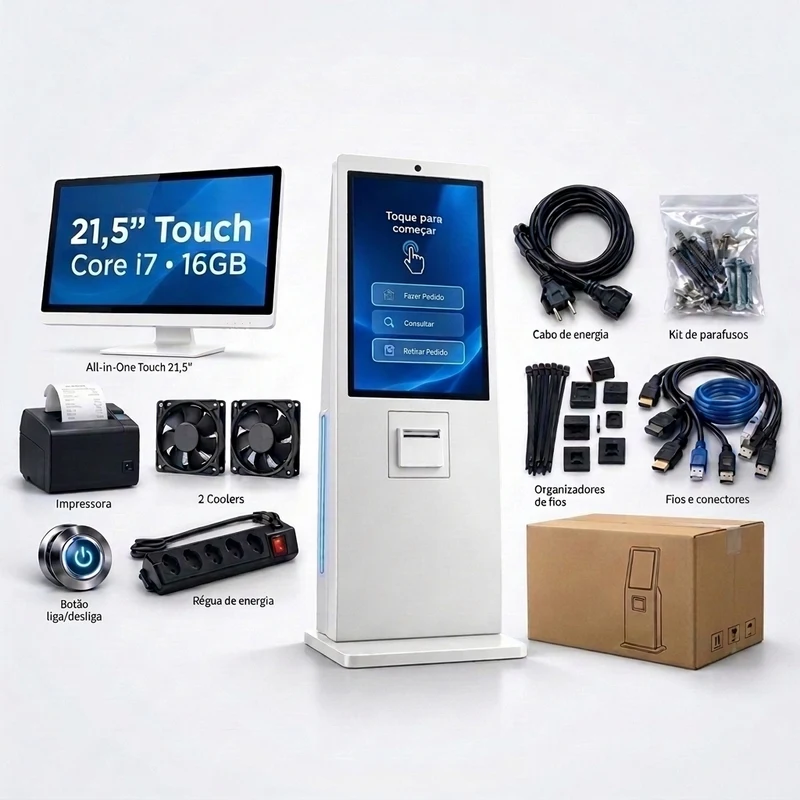 21,5” Touch
Core i7 • 16GB
All-in-One Touch 21,5"
Impressora
2 Coolers
Botão
liga/desliga
Régua de energia
Toque para
começar
Fazer Pedido
Consultar
Retirar Pedido
Cabo de energia
Kit de parafusos
Organizadores
de fios
Fios e conectores